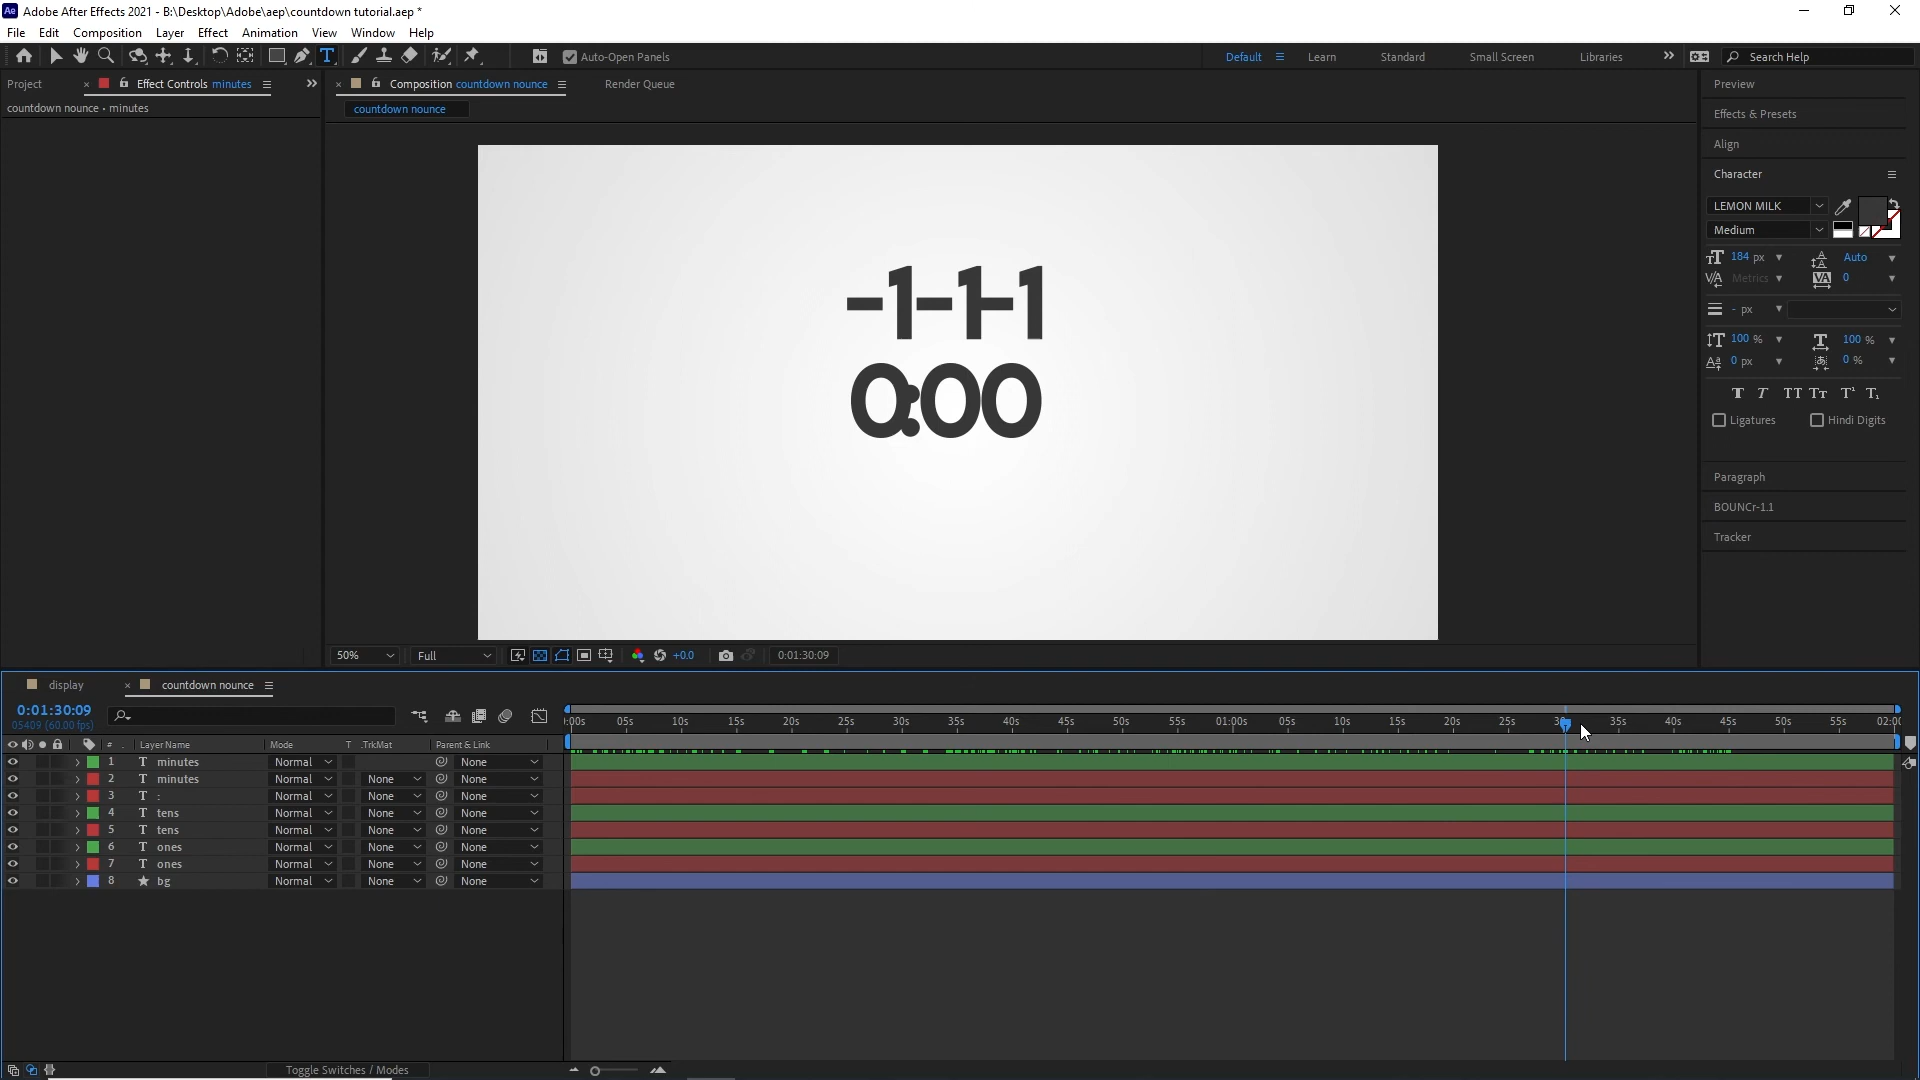 Ae Adobe After Effects 2021 - B:\Desktop\Adobe\aep\countdown tutorial.aep *
File Edit Composition Layer Effect Animation View Window Help
Auto-Open Panels Default Learn Standard Small Screen Libraries Search Help
Project Effect Controls minutes Composition countdown nounce Render Queue Preview
countdown nounce • minutes countdown nounce
Effects & Presets
Align
Character
LEMON MILK
Medium
184 px Auto
Metrics 0
- px
100 % 100 %
0 px 0 %
T T TT Tт T¹ T₁
Ligatures Hindi Digits
Paragraph
BOUNCr-1.1
Tracker
-1-1-1
0:00
50% Full +0.0 0:01:30:09
display countdown nounce
0:01:30:09
05409 (60.00 fps)
):00s 05s 10s 15s 20s 25s 30s 35s 40s 45s 50s 55s 01:00s 05s 10s 15s 20s 25s 35s 40s 45s 50s 55s 02:00
# Layer Name Mode T .TrkMat Parent & Link
1 T minutes Normal None
2 T minutes Normal None None
3 T : Normal None None
4 T tens Normal None None
5 T tens Normal None None
6 T ones Normal None None
7 T ones Normal None None
8 bg Normal None None
Toggle Switches / Modes